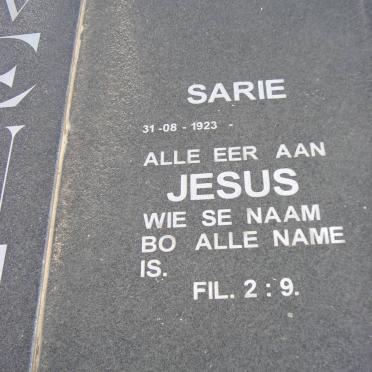 SARIE
31-08-1923 -
ALLE EER AAN
JESUS
WIE SE NAAM
BO ALLE NAME
IS.
FIL. 2 : 9.